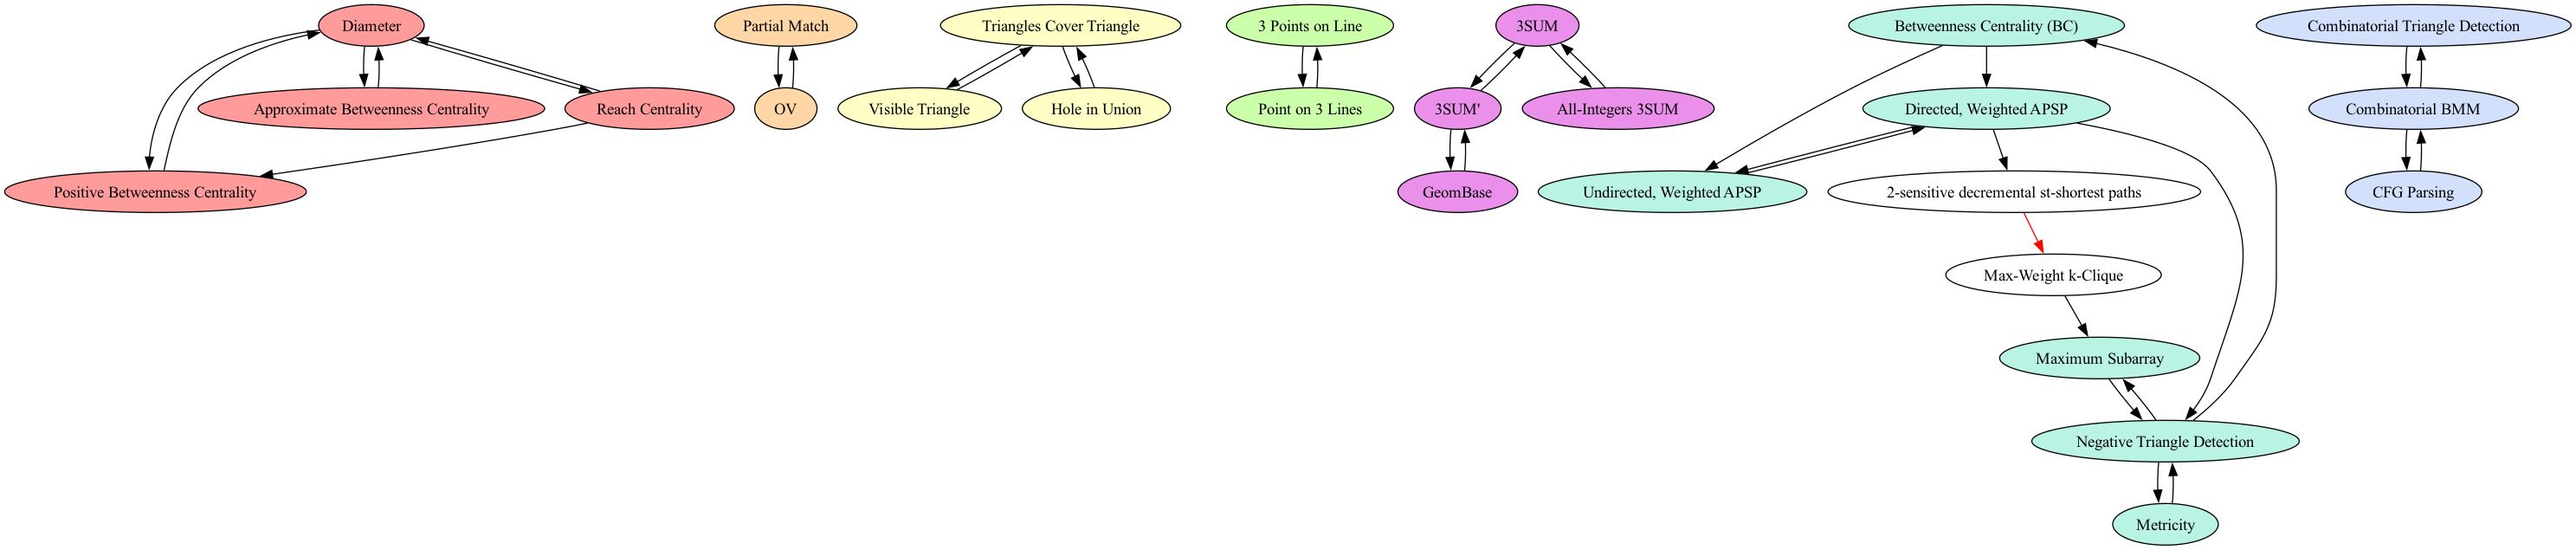 Diameter
Partial Match
Triangles Cover Triangle
3 Points on Line
3SUM
Betweenness Centrality (BC)
Combinatorial Triangle Detection
Approximate Betweenness Centrality
Reach Centrality
OV
Visible Triangle
Hole in Union
Point on 3 Lines
3SUM'
All-Integers 3SUM
Directed, Weighted APSP
Combinatorial BMM
Positive Betweenness Centrality
GeomBase
Undirected, Weighted APSP
2-sensitive decremental st-shortest paths
CFG Parsing
Max-Weight k-Clique
Maximum Subarray
Negative Triangle Detection
Metricity